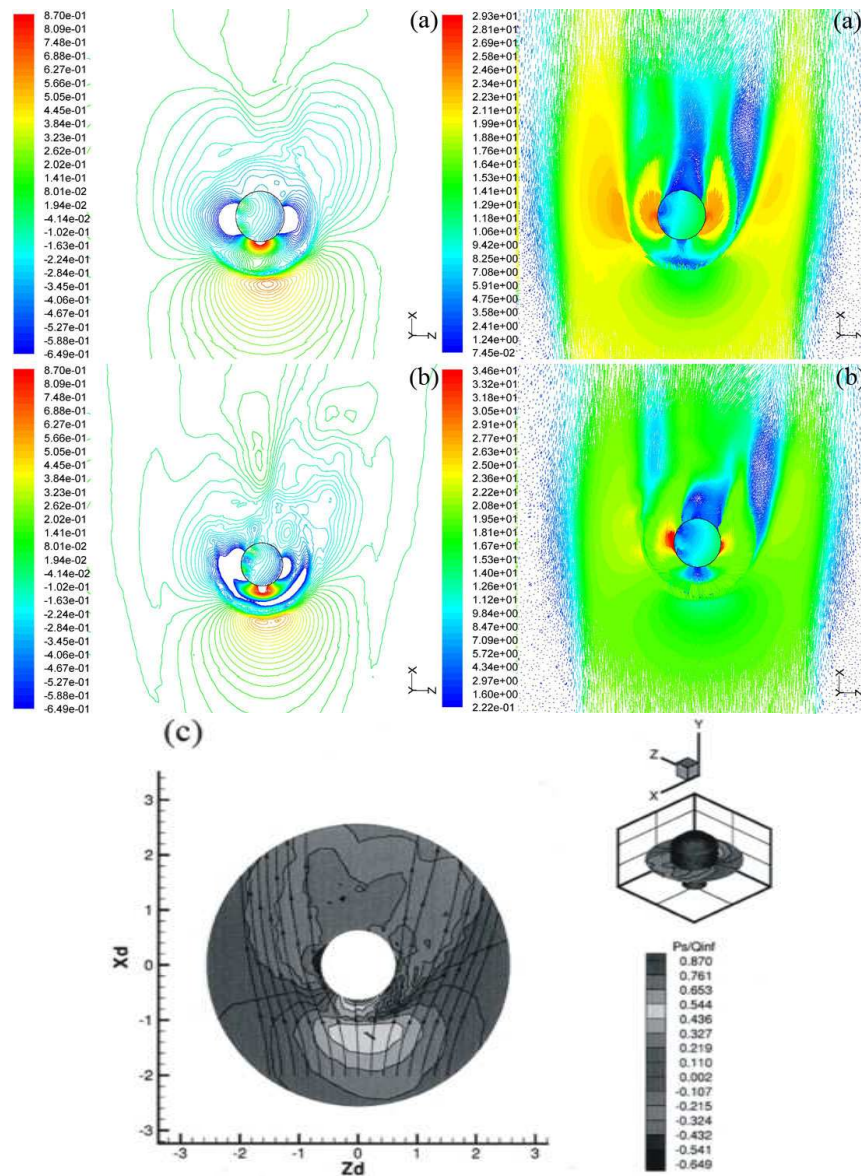 (a)
8.70e-01
8.09e-01
7.48e-01
6.88e-01
6.27e-01
5.66e-01
5.05e-01
4.45e-01
3.84e-01
3.23e-01
2.62e-01
2.02e-01
1.41e-01
8.01e-02
1.94e-02
-4.14e-02
-1.02e-01
-1.63e-01
-2.24e-01
-2.84e-01
-3.45e-01
-4.06e-01
-4.67e-01
-5.27e-01
-5.88e-01
-6.49e-01
X
Y Z
(a)
2.93e+01
2.81e+01
2.69e+01
2.58e+01
2.46e+01
2.34e+01
2.23e+01
2.11e+01
1.99e+01
1.88e+01
1.76e+01
1.64e+01
1.53e+01
1.41e+01
1.29e+01
1.18e+01
1.06e+01
9.42e+00
8.25e+00
7.08e+00
5.91e+00
4.75e+00
3.58e+00
2.41e+00
1.24e+00
7.45e-02
X
Y Z
(b)
8.70e-01
8.09e-01
7.48e-01
6.88e-01
6.27e-01
5.66e-01
5.05e-01
4.45e-01
3.84e-01
3.23e-01
2.62e-01
2.02e-01
1.41e-01
8.01e-02
1.94e-02
-4.14e-02
-1.02e-01
-1.63e-01
-2.24e-01
-2.84e-01
-3.45e-01
-4.06e-01
-4.67e-01
-5.27e-01
-5.88e-01
-6.49e-01
X
Y Z
(b)
3.46e+01
3.32e+01
3.18e+01
3.05e+01
2.91e+01
2.77e+01
2.63e+01
2.50e+01
2.36e+01
2.22e+01
2.08e+01
1.95e+01
1.81e+01
1.67e+01
1.53e+01
1.40e+01
1.26e+01
1.12e+01
9.84e+00
8.47e+00
7.09e+00
5.72e+00
4.34e+00
2.97e+00
1.60e+00
2.22e-01
X
Y Z
(c)
3
2
1
0
-1
-2
-3
Xd
-3 -2 -1 0 1 2 3
Zd
Y
Z
X
Ps/Qinf
0.870
0.761
0.653
0.544
0.436
0.327
0.219
0.110
0.002
-0.107
-0.215
-0.324
-0.432
-0.541
-0.649